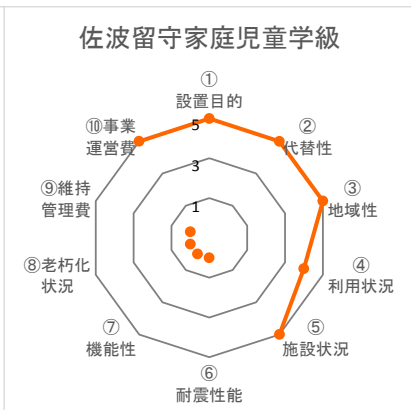 佐波留守家庭児童学級
①
設置目的
②
代替性
③
地域性
④
利用状況
⑤
施設状況
⑥
耐震性能
⑦
機能性
⑧老朽化
状況
⑨維持
管理費
⑩事業
運営費
5
3
1